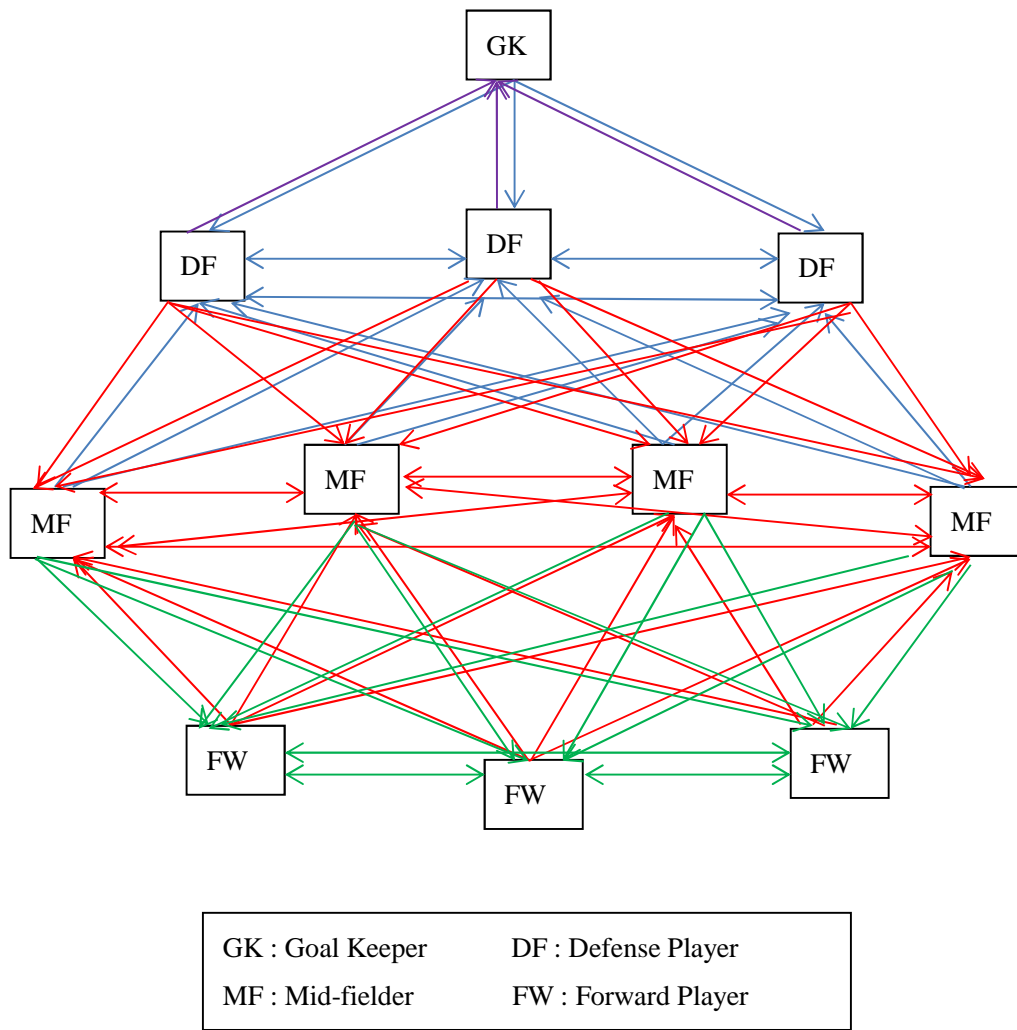 GK
DF
DF
DF
MF
MF
MF
MF
FW
FW
FW
GK : Goal Keeper DF : Defense Player
MF : Mid-fielder FW : Forward Player